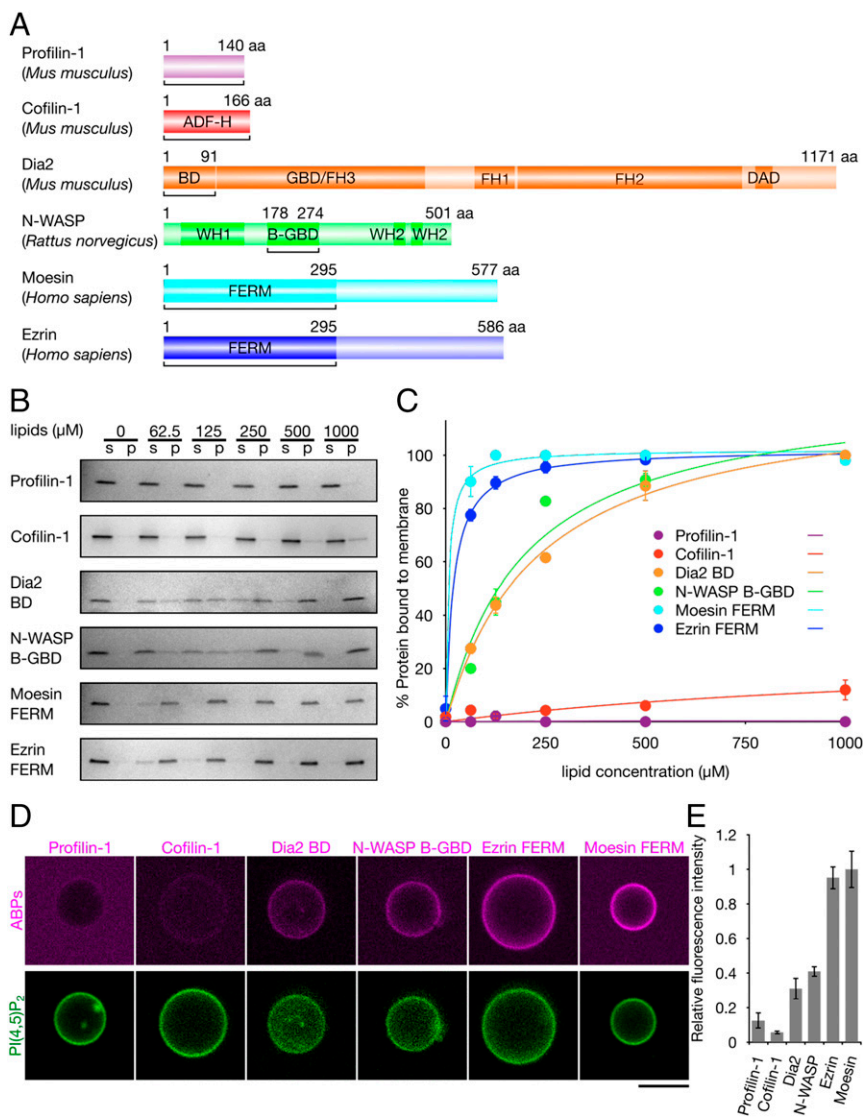 A
Profilin-1
(Mus musculus)
1 140 aa
Cofilin-1
(Mus musculus)
1 166 aa
ADF-H
Dia2
(Mus musculus)
1 91 1171 aa
BD GBD/FH3 FH1 FH2 DAD
N-WASP
(Rattus norvegicus)
1 178 274 501 aa
WH1 B-GBD WH2 WH2
Moesin
(Homo sapiens)
1 295 577 aa
FERM
Ezrin
(Homo sapiens)
1 295 586 aa
FERM
B
lipids (µM) 0 62.5 125 250 500 1000
s p s p s p s p s p s p
Profilin-1
Cofilin-1
Dia2
BD
N-WASP
B-GBD
Moesin
FERM
Ezrin
FERM
C
% Protein bound to membrane
100
80
60
40
20
0
Profilin-1
Cofilin-1
Dia2 BD
N-WASP B-GBD
Moesin FERM
Ezrin FERM
0 250 500 750 1000
lipid concentration (µM)
D
Profilin-1 Cofilin-1 Dia2 BD N-WASP B-GBD Ezrin FERM Moesin FERM
ABPs
PI(4,5)P2
E
Relative fluorescence intensity
1.2
1
0.8
0.6
0.4
0.2
0
Profilin-1
Cofilin-1
Dia2
N-WASP
Ezrin
Moesin